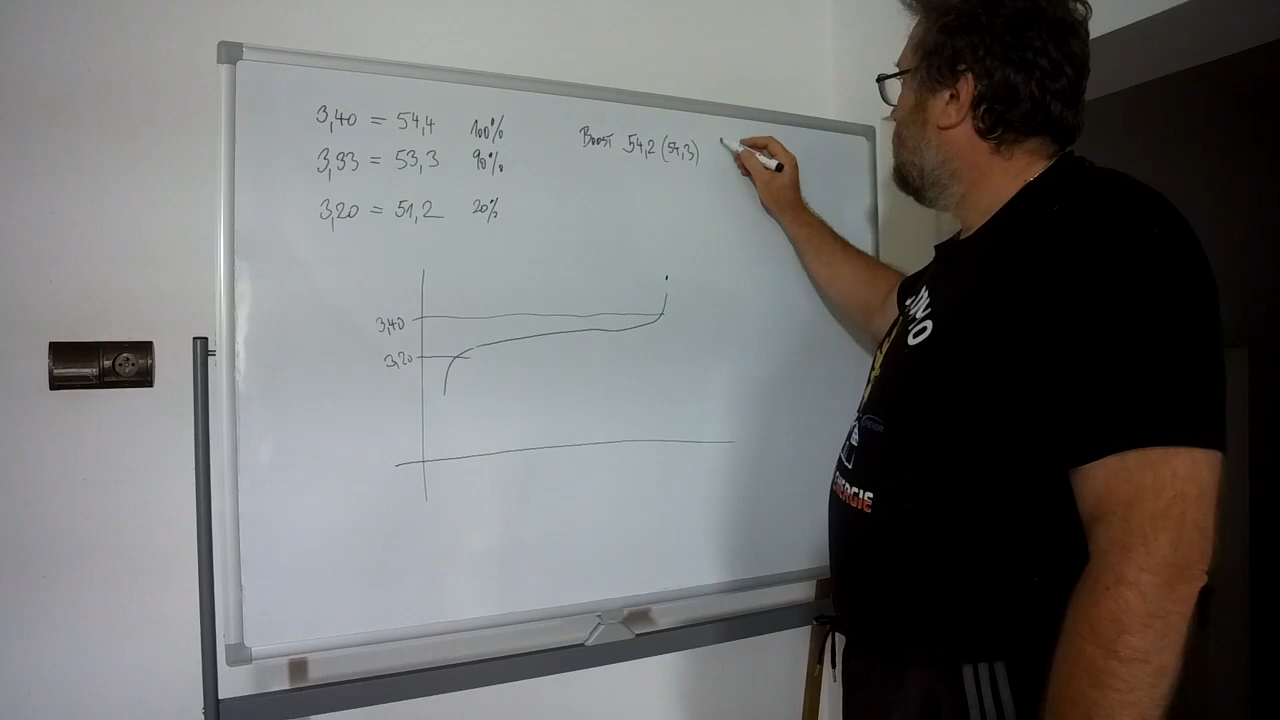 3,40 = 54,4 100%
3,33 = 53,3 90%
3,20 = 51,2 20%
Boost 54,2 (54,3)
3,40
3,20